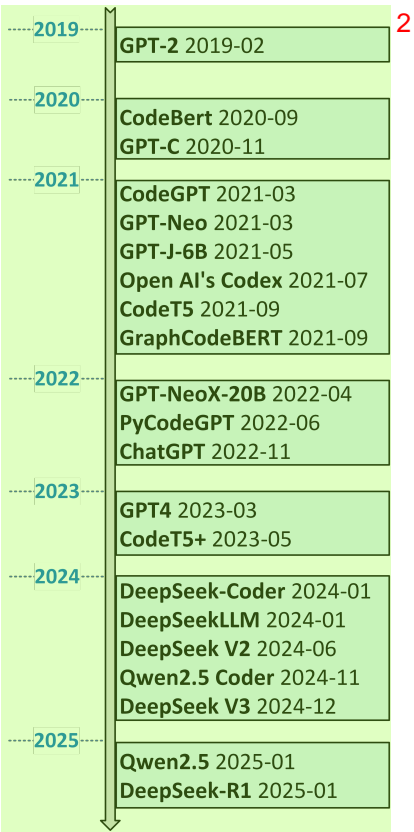 2019
2
GPT-2 2019-02
2020
CodeBert 2020-09
GPT-C 2020-11
2021
CodeGPT 2021-03
GPT-Neo 2021-03
GPT-J-6B 2021-05
Open AI's Codex 2021-07
CodeT5 2021-09
GraphCodeBERT 2021-09
2022
GPT-NeoX-20B 2022-04
PyCodeGPT 2022-06
ChatGPT 2022-11
2023
GPT4 2023-03
CodeT5+ 2023-05
2024
DeepSeek-Coder 2024-01
DeepSeekLLM 2024-01
DeepSeek V2 2024-06
Qwen2.5 Coder 2024-11
DeepSeek V3 2024-12
2025
Qwen2.5 2025-01
DeepSeek-R1 2025-01